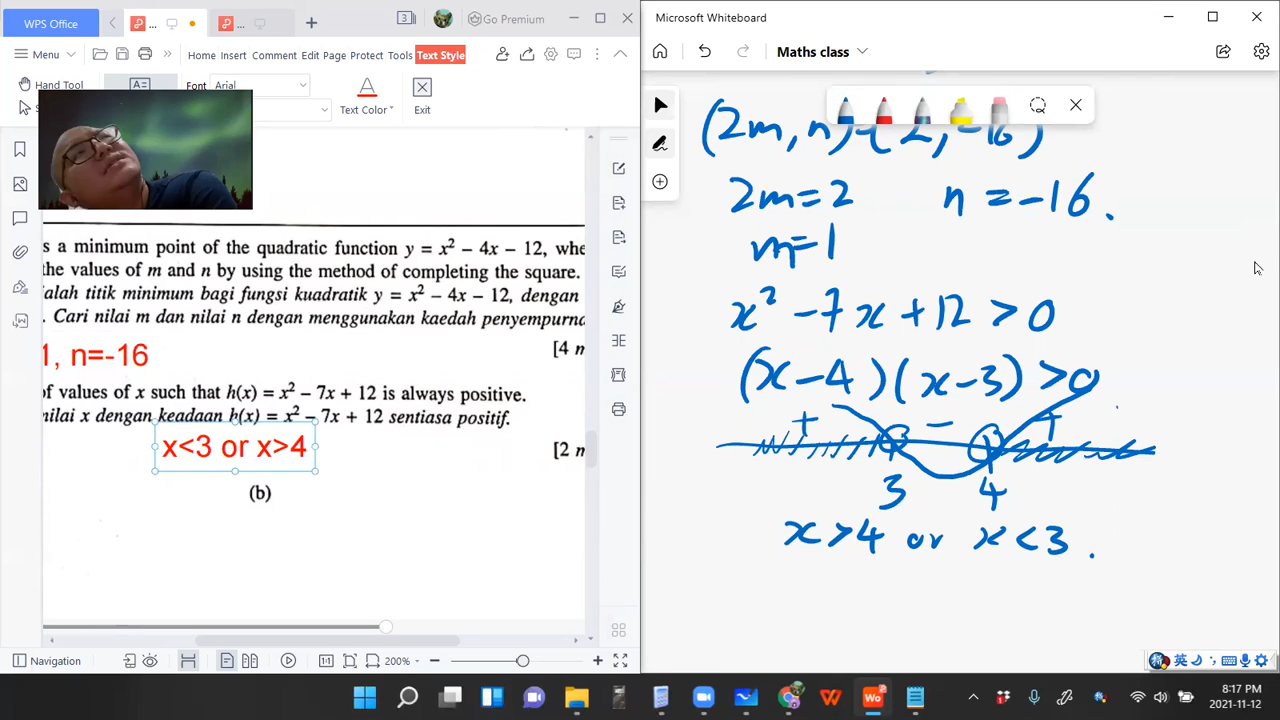 WPS Office
...
...
3
Go Premium
Menu
Home Insert Comment Edit Page Protect Tools Text Style
Hand Tool
Font Arial
Text Color
Exit
s a minimum point of the quadratic function y = x² − 4x − 12, whe
the values of m and n by using the method of completing the square.
ialah titik minimum bagi fungsi kuadratik y = x² − 4x − 12, dengan
. Cari nilai m dan nilai n dengan menggunakan kaedah penyempurna
1, n=-16
[4 m
of values of x such that h(x) = x² − 7x + 12 is always positive.
nilai x dengan keadaan h(x) = x² − 7x + 12 sentiasa positif.
x<3 or x>4
[2 m
(b)
Navigation
200%
Microsoft Whiteboard
Maths class
(2m, n) = (2, -16)
2m=2 n = -16.
m=1
x² - 7x + 12 > 0
(x-4)(x-3) > 0
+ - +
3 4
x>4 or x<3.
英
8:17 PM
2021-11-12